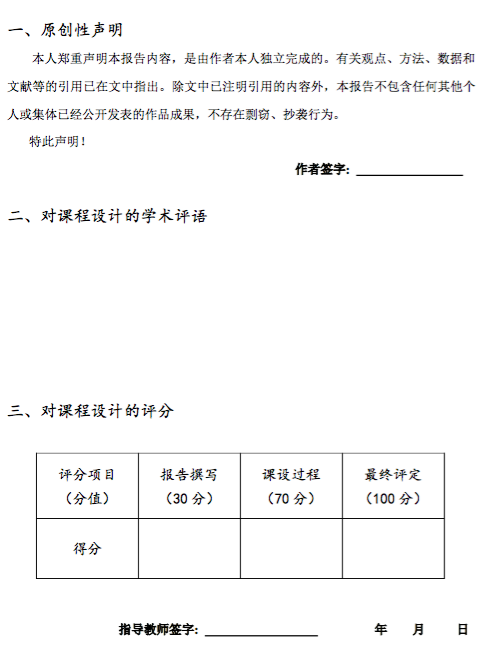 一、原创性声明
本人郑重声明本报告内容，是由作者本人独立完成的。有关观点、方法、数据和
文献等的引用已在文中指出。除文中已注明引用的内容外，本报告不包含任何其他个
人或集体已经公开发表的作品成果，不存在剽窃、抄袭行为。
特此声明！
作者签字:
二、对课程设计的学术评语
三、对课程设计的评分
评分项目 报告撰写 课设过程 最终评定
（分值） （30 分） （70 分） （100 分）
得分
指导教师签字: 年 月 日